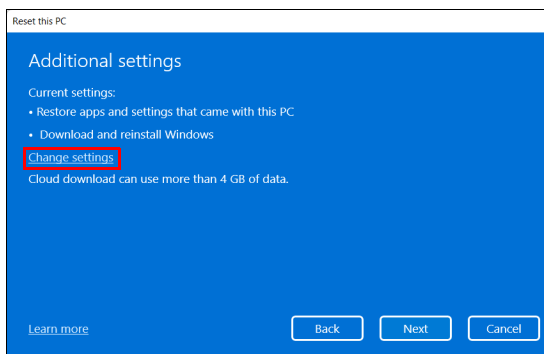 Reset this PC
Additional settings
Current settings:
• Restore apps and settings that came with this PC
• Download and reinstall Windows
Change settings
Cloud download can use more than 4 GB of data.
Learn more Back Next Cancel